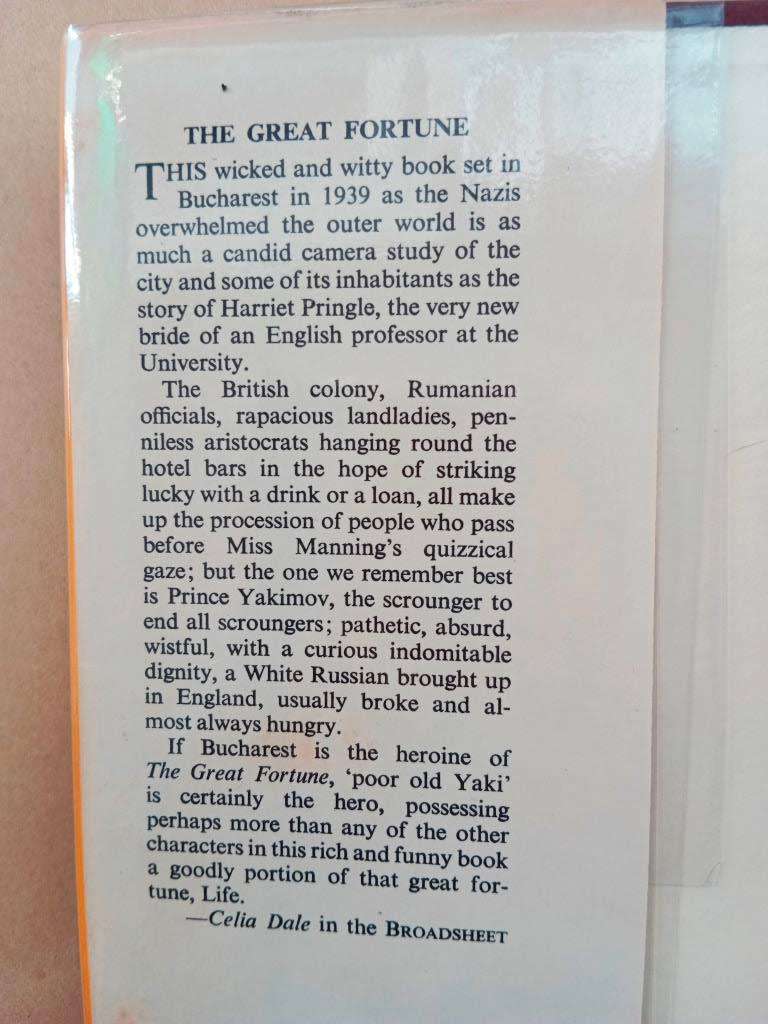 THE GREAT FORTUNE
THIS wicked and witty book set in
Bucharest in 1939 as the Nazis
overwhelmed the outer world is as
much a candid camera study of the
city and some of its inhabitants as the
story of Harriet Pringle, the very new
bride of an English professor at the
University.
The British colony, Rumanian
officials, rapacious landladies, pen-
niless aristocrats hanging round the
hotel bars in the hope of striking
lucky with a drink or a loan, all make
up the procession of people who pass
before Miss Manning's quizzical
gaze; but the one we remember best
is Prince Yakimov, the scrounger to
end all scroungers; pathetic, absurd,
wistful, with a curious indomitable
dignity, a White Russian brought up
in England, usually broke and al-
most always hungry.
If Bucharest is the heroine of
The Great Fortune, 'poor old Yaki'
is certainly the hero, possessing
perhaps more than any of the other
characters in this rich and funny book
a goodly portion of that great for-
tune, Life.
—Celia Dale in the BROADSHEET